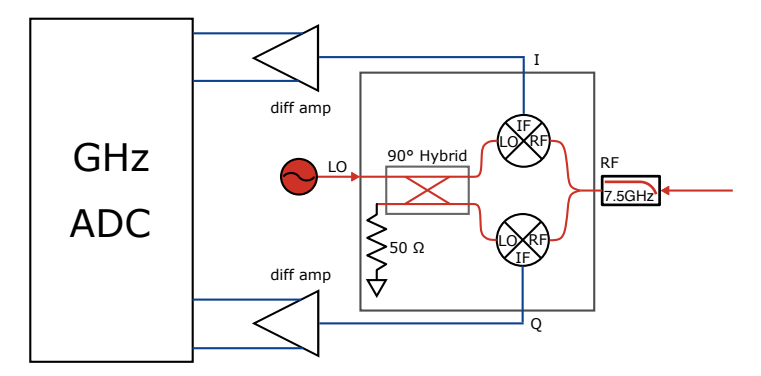 I
diff amp
GHz
ADC
90° Hybrid
LO
IF
LO
RF
RF
7.5GHz
LO
RF
IF
50 Ω
diff amp
Q